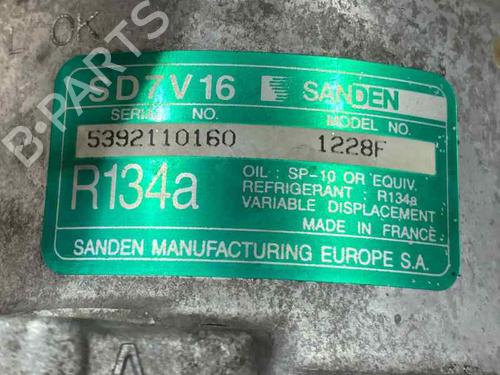 L OK
SD7V16 SANDEN
SERIAL NO. MODEL NO.
5392110160 1228F
R134a
OIL : SP-10 OR EQUIV.
REFRIGERANT : R134a
VARIABLE DISPLACEMENT
MADE IN FRANCE
SANDEN MANUFACTURING EUROPE S.A.
A
B-PARTS